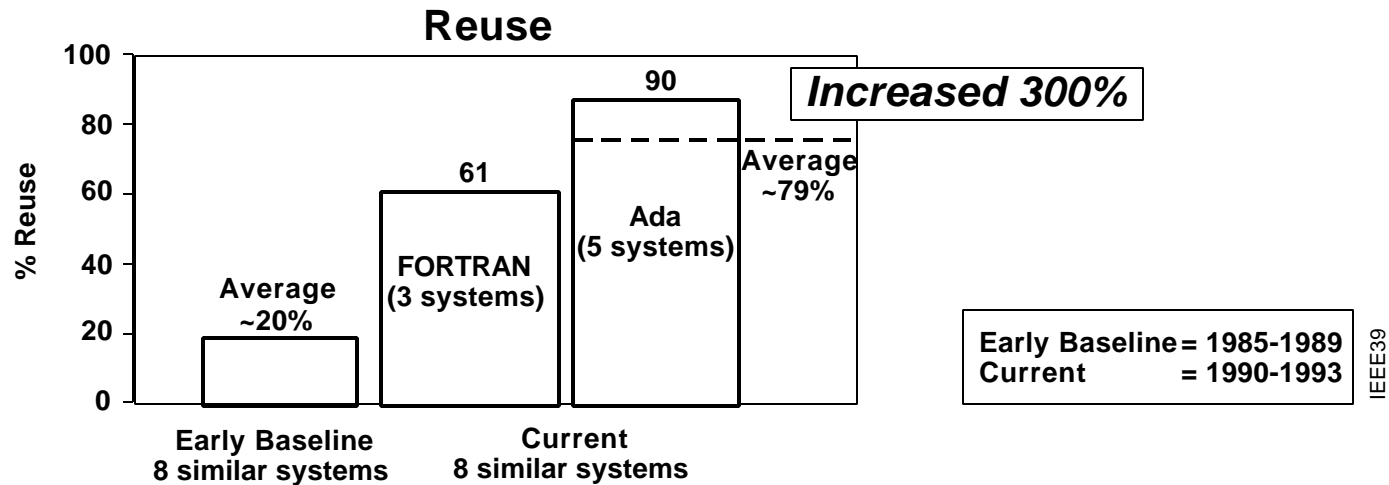 Reuse
100
80
60
40
20
0
% Reuse
Average
~20%
61
FORTRAN
(3 systems)
90
Ada
(5 systems)
Average
~79%
Increased 300%
Early Baseline
8 similar systems
Current
8 similar systems
Early Baseline = 1985-1989
Current = 1990-1993
IEEE39